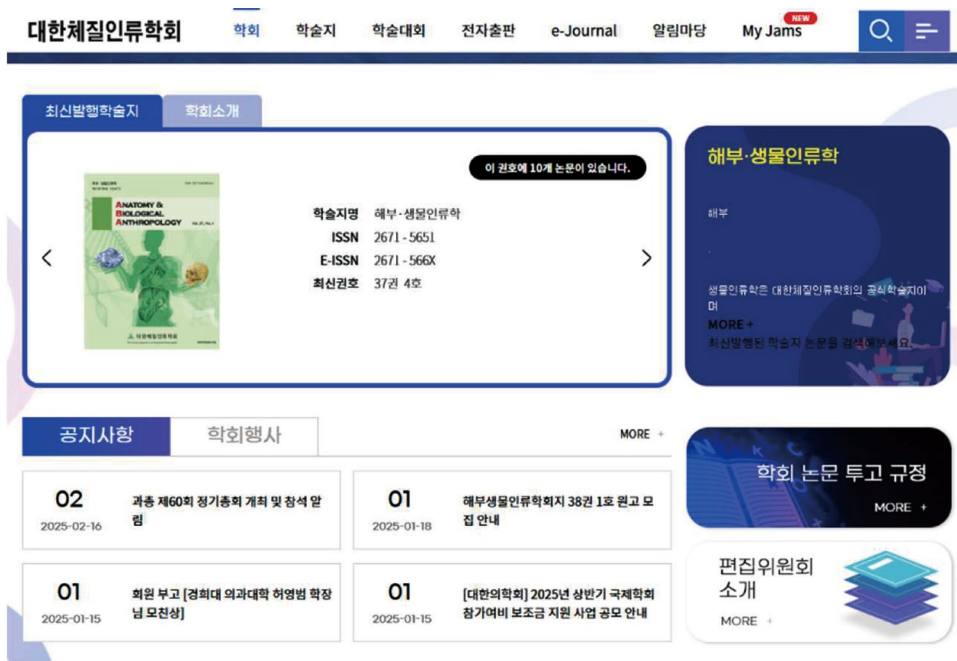 대한체질인류학회
학회 학술지 학술대회 전자출판 e-Journal 알림마당 My Jams NEW
최신발행학술지 학회소개
이 권호에 10개 논문이 있습니다.
ANATOMY &
BIOLOGICAL
ANTHROPOLOGY
대한체질인류학회
학술지명 해부·생물인류학
ISSN 2671-5651
E-ISSN 2671-566X
최신권호 37권 4호
해부·생물인류학
해부
·
생물인류학은 대한체질인류학회의 공식학술지이
며
MORE +
최신발행된 학술지 논문을 검색해보세요.
공지사항 학회행사 MORE +
02
2025-02-16
과총 제60회 정기총회 개최 및 참석 알
림
01
2025-01-18
해부생물인류학회지 38권 1호 원고 모
집 안내
01
2025-01-15
회원 부고 [경희대 의과대학 허영범 학장
님 모친상]
01
2025-01-15
[대한의학회] 2025년 상반기 국제학회
참가여비 보조금 지원 사업 공모 안내
학회 논문 투고 규정
MORE +
편집위원회
소개
MORE +